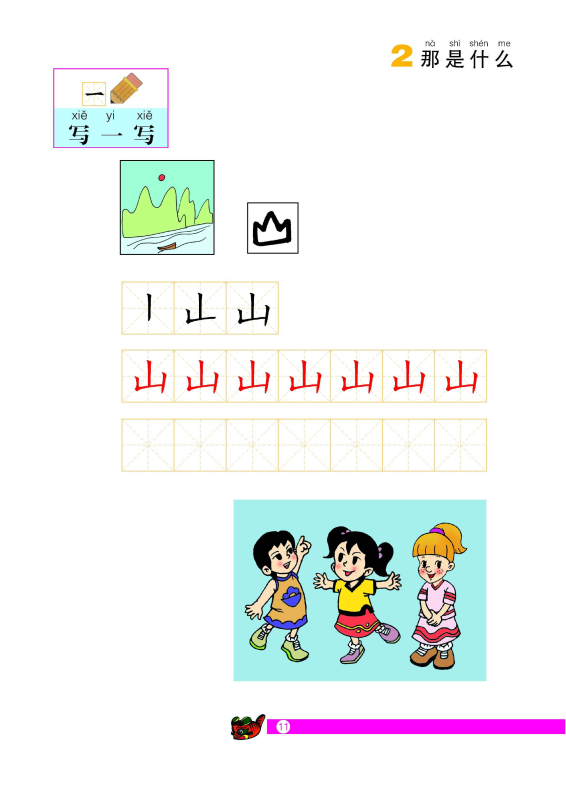 nà shì shén me
2 那是什么
一
xiě yi xiě
写一写
丨 山 山
山 山 山 山 山 山 山
11